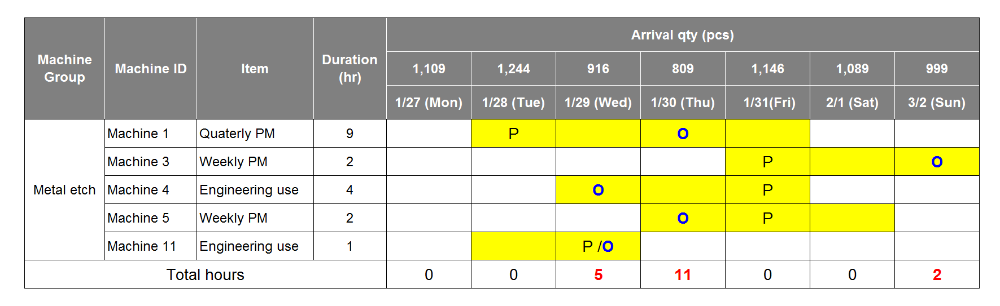 Machine Group Machine ID Item Duration (hr) Arrival qty (pcs)
1,109 1,244 916 809 1,146 1,089 999
1/27 (Mon) 1/28 (Tue) 1/29 (Wed) 1/30 (Thu) 1/31(Fri) 2/1 (Sat) 3/2 (Sun)
Metal etch
Machine 1 Quaterly PM 9 P O
Machine 3 Weekly PM 2 P O
Machine 4 Engineering use 4 O P
Machine 5 Weekly PM 2 O P
Machine 11 Engineering use 1 P /O
Total hours 0 0 5 11 0 0 2